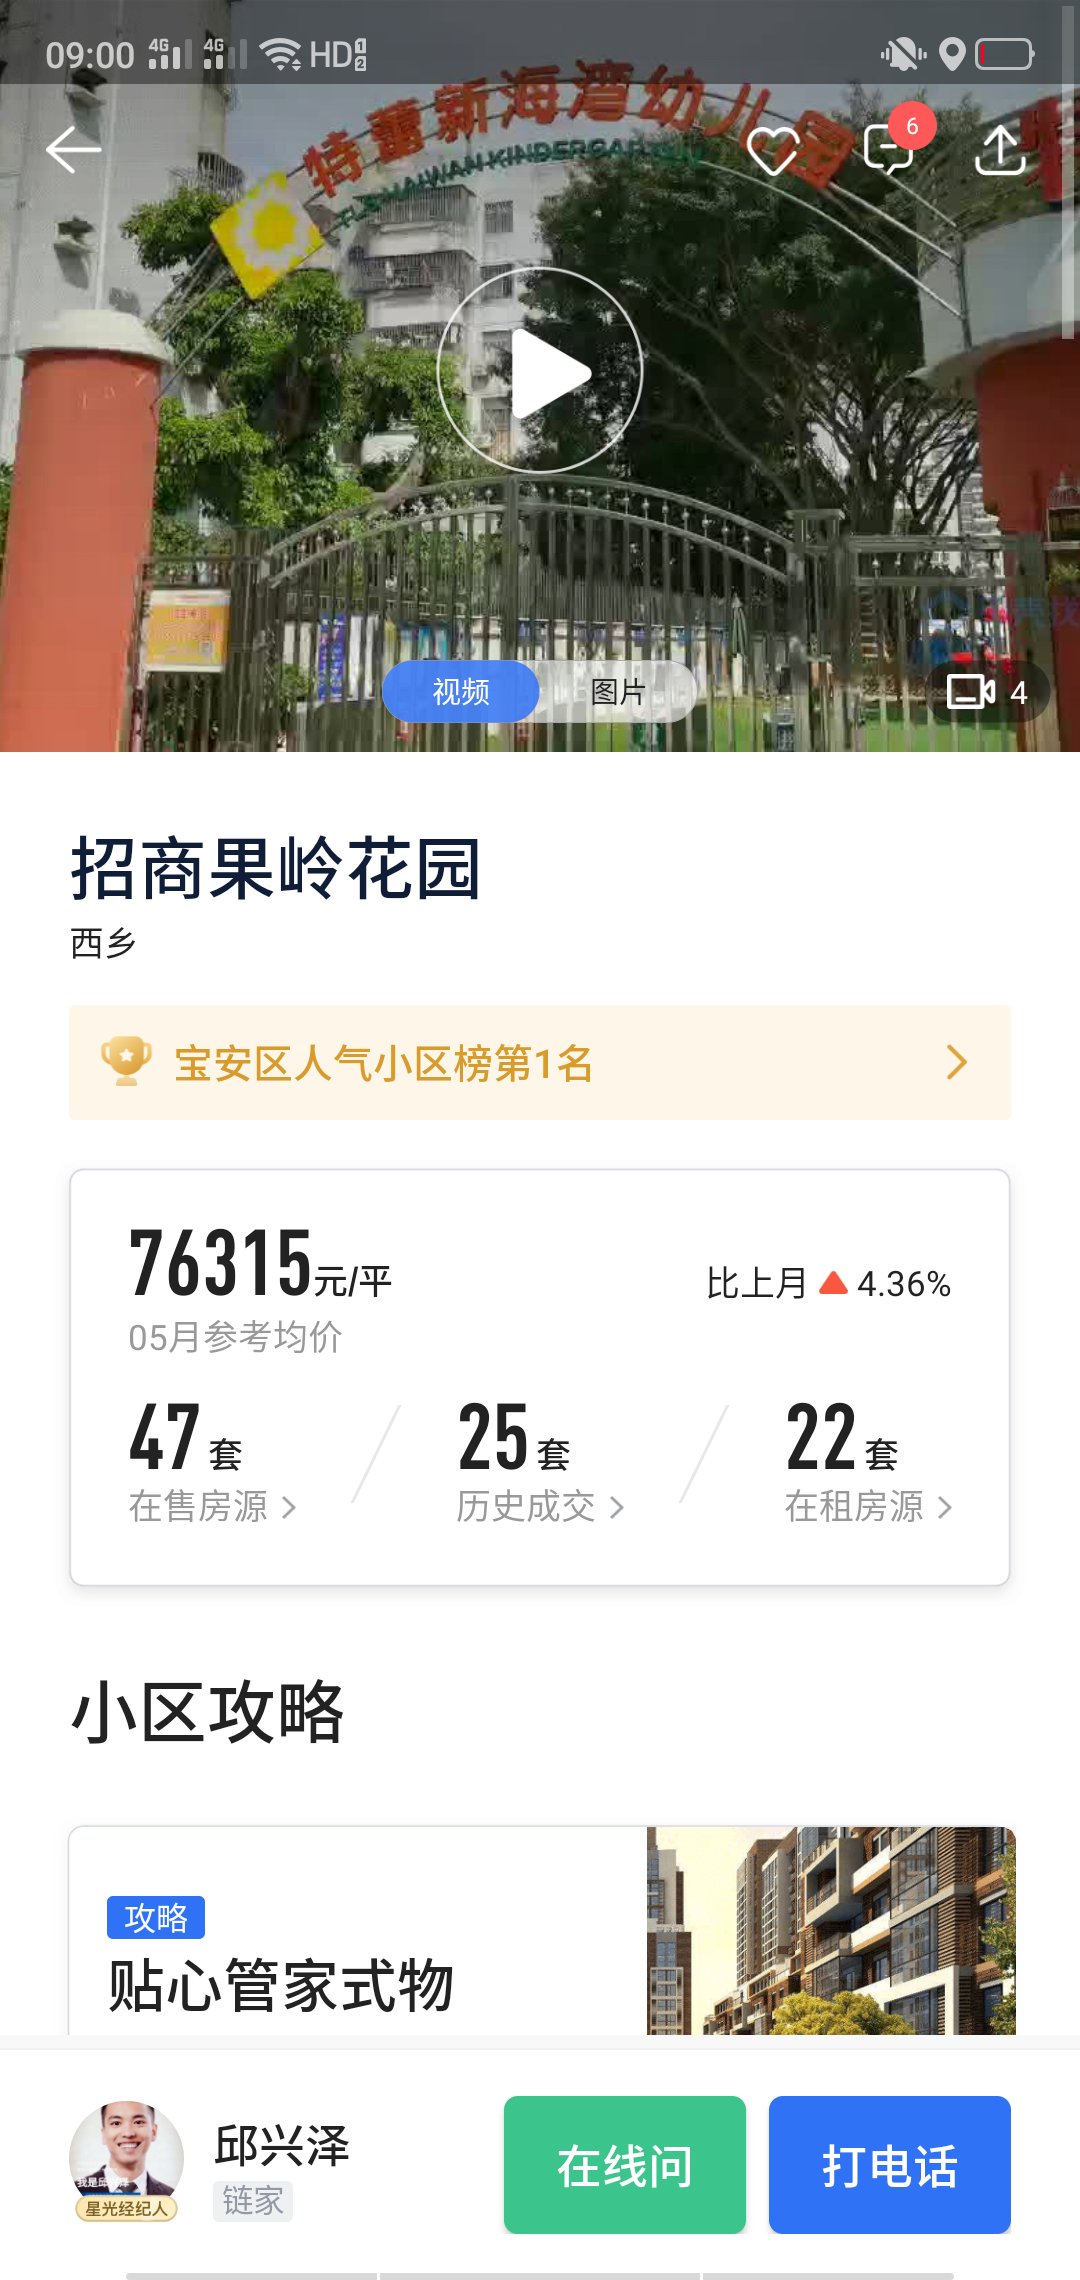 09:00 4G 4G HD 1 2
特蕾新海湾幼儿园
6
视频 图片 4
招商果岭花园
西乡
宝安区人气小区榜第1名
76315元/平 比上月 4.36%
05月参考均价
47套 25套 22套
在售房源 历史成交 在租房源
小区攻略
攻略
贴心管家式物
邱兴泽
链家
星光经纪人
在线问 打电话